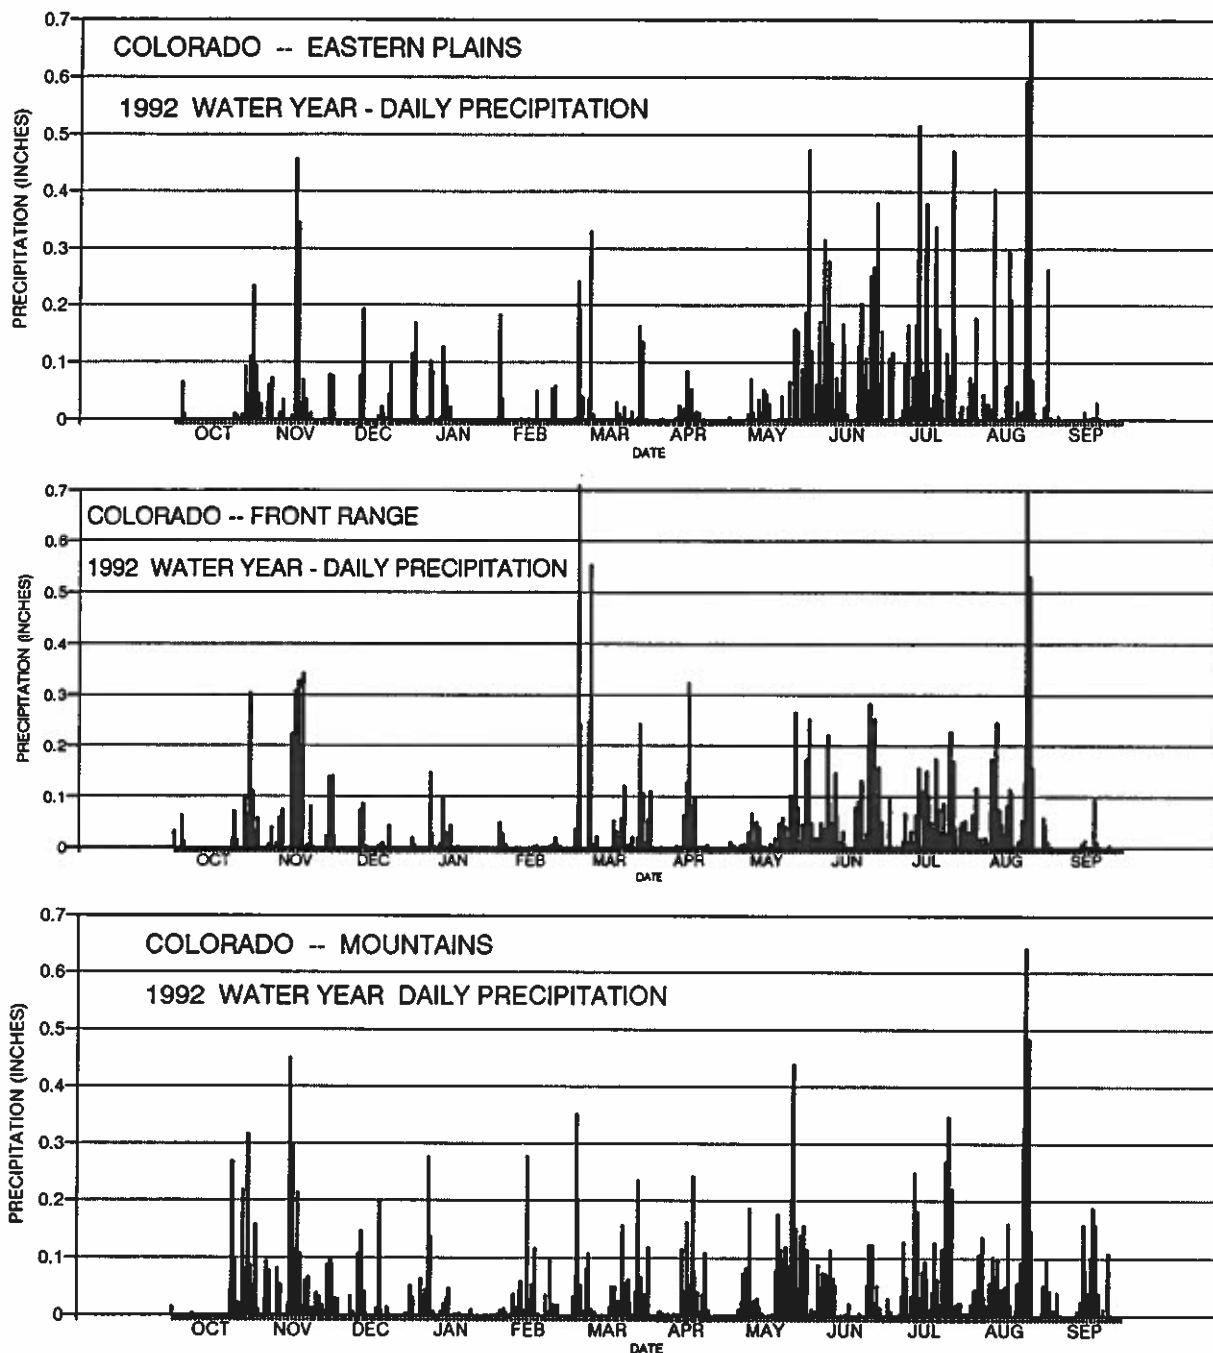 0.7
COLORADO -- EASTERN PLAINS
0.6
1992 WATER YEAR - DAILY PRECIPITATION
0.5
0.4
0.3
0.2
0.1
0
PRECIPITATION (INCHES)
OCT NOV DEC JAN FEB MAR APR MAY JUN JUL AUG SEP
DATE
0.7
COLORADO -- FRONT RANGE
0.6
1992 WATER YEAR - DAILY PRECIPITATION
0.5
0.4
0.3
0.2
0.1
0
PRECIPITATION (INCHES)
OCT NOV DEC JAN FEB MAR APR MAY JUN JUL AUG SEP
DATE
0.7
COLORADO -- MOUNTAINS
0.6
1992 WATER YEAR DAILY PRECIPITATION
0.5
0.4
0.3
0.2
0.1
0
PRECIPITATION (INCHES)
OCT NOV DEC JAN FEB MAR APR MAY JUN JUL AUG SEP
DATE